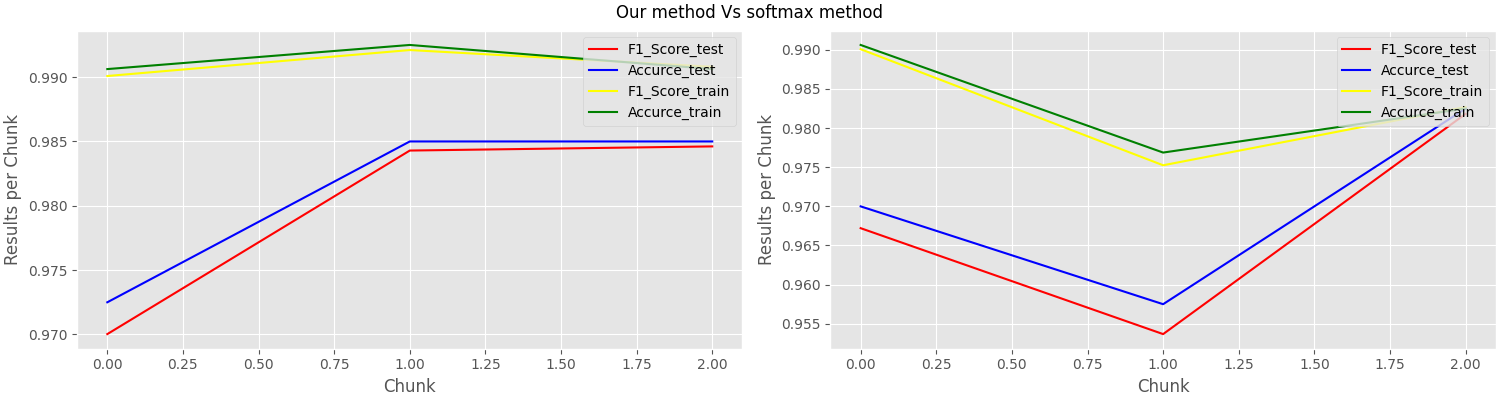 Our method Vs softmax method
Results per Chunk
0.990
0.985
0.980
0.975
0.970
F1_Score_test
Accurce_test
F1_Score_train
Accurce_train
0.00 0.25 0.50 0.75 1.00 1.25 1.50 1.75 2.00
Chunk
Results per Chunk
0.990
0.985
0.980
0.975
0.970
0.965
0.960
0.955
F1_Score_test
Accurce_test
F1_Score_train
Accurce_train
0.00 0.25 0.50 0.75 1.00 1.25 1.50 1.75 2.00
Chunk